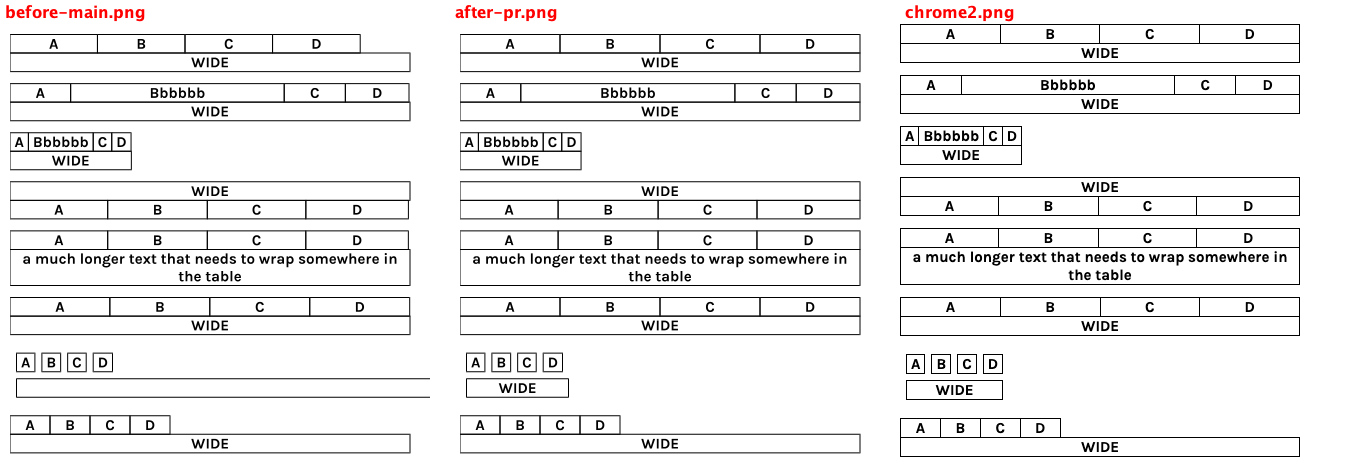 before-main.png
A B C D
WIDE
A Bbbbbb C D
WIDE
A Bbbbbb C D
WIDE
WIDE
A B C D
A B C D
a much longer text that needs to wrap somewhere in
the table
A B C D
WIDE
A B C D
A B C D
WIDE
after-pr.png
A B C D
WIDE
A Bbbbbb C D
WIDE
A Bbbbbb C D
WIDE
WIDE
A B C D
A B C D
a much longer text that needs to wrap somewhere in
the table
A B C D
WIDE
A B C D
WIDE
A B C D
WIDE
chrome2.png
A B C D
WIDE
A Bbbbbb C D
WIDE
A Bbbbbb C D
WIDE
WIDE
A B C D
A B C D
a much longer text that needs to wrap somewhere in
the table
A B C D
WIDE
A B C D
WIDE
A B C D
WIDE